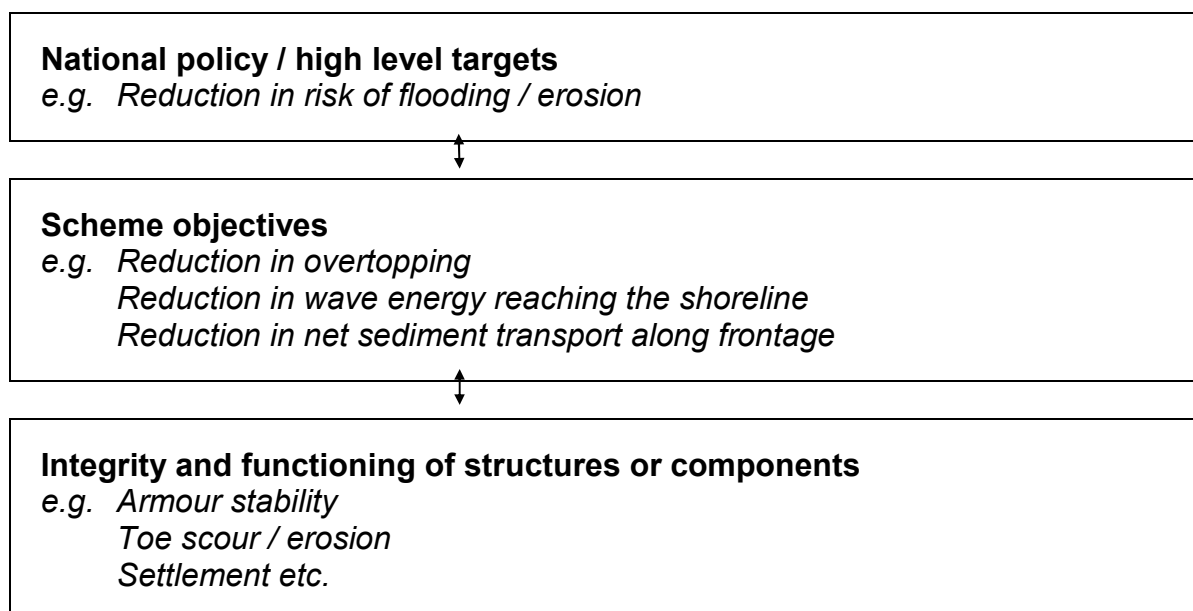 National policy / high level targets
e.g. Reduction in risk of flooding / erosion
Scheme objectives
e.g. Reduction in overtopping
Reduction in wave energy reaching the shoreline
Reduction in net sediment transport along frontage
Integrity and functioning of structures or components
e.g. Armour stability
Toe scour / erosion
Settlement etc.